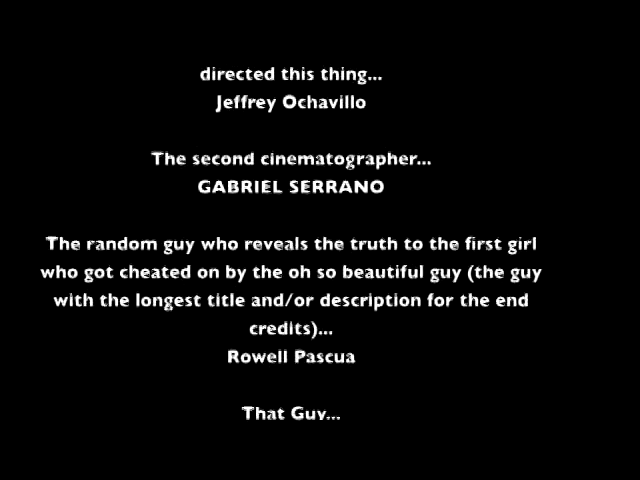 directed this thing...
Jeffrey Ochavillo
The second cinematographer...
GABRIEL SERRANO
The random guy who reveals the truth to the first girl
who got cheated on by the oh so beautiful guy (the guy
with the longest title and/or description for the end
credits)...
Rowell Pascua
That Guy...